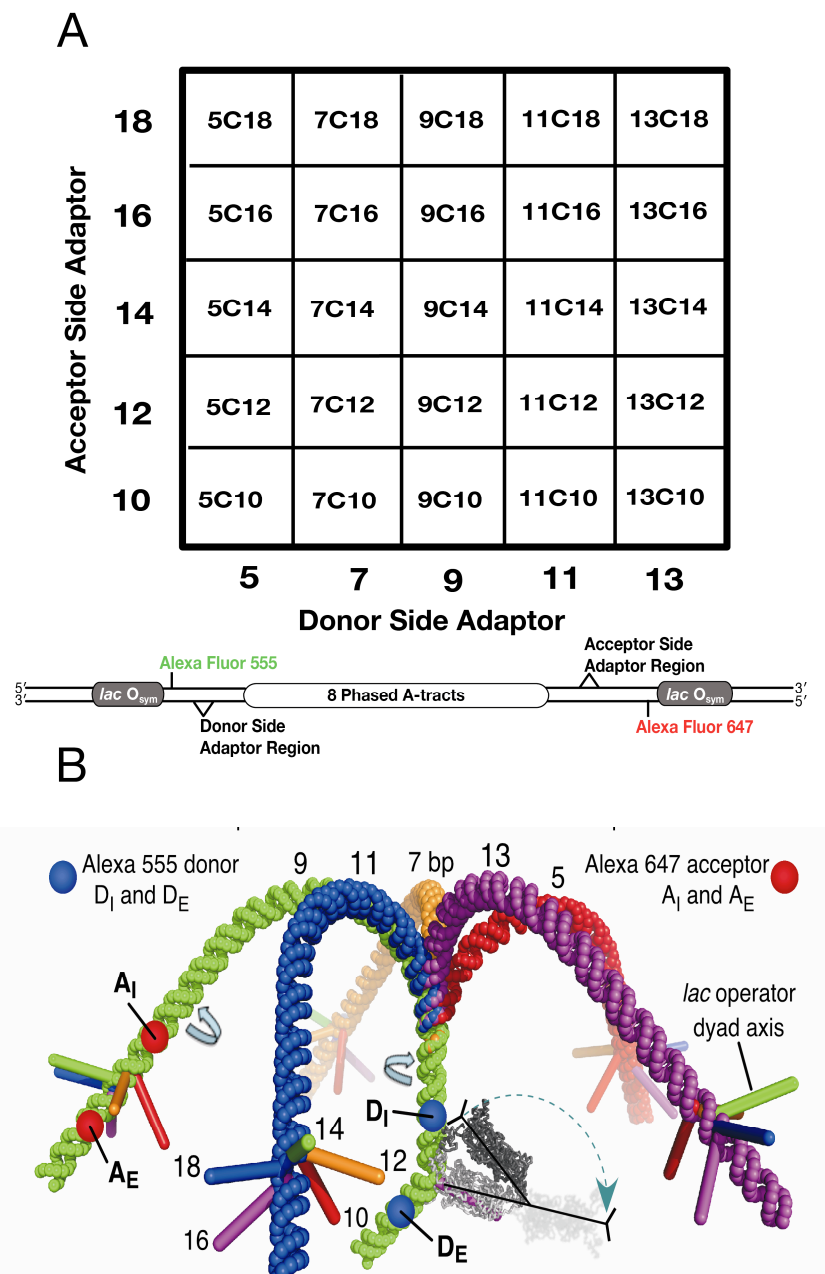 A
18 5C18 7C18 9C18 11C18 13C18
16 5C16 7C16 9C16 11C16 13C16
14 5C14 7C14 9C14 11C14 13C14
12 5C12 7C12 9C12 11C12 13C12
10 5C10 7C10 9C10 11C10 13C10
Acceptor Side Adaptor
5 7 9 11 13
Donor Side Adaptor
Acceptor Side
Adaptor Region
Alexa Fluor 555
5′ lac Osym 8 Phased A-tracts lac Osym 3′
3′ 5′
Donor Side
Adaptor Region
Alexa Fluor 647
B
9 11 7 bp 13 5
Alexa 555 donor
DI and DE
Alexa 647 acceptor
AI and AE
AI
lac operator
dyad axis
DI
AE
14
18 12
16 10
DE